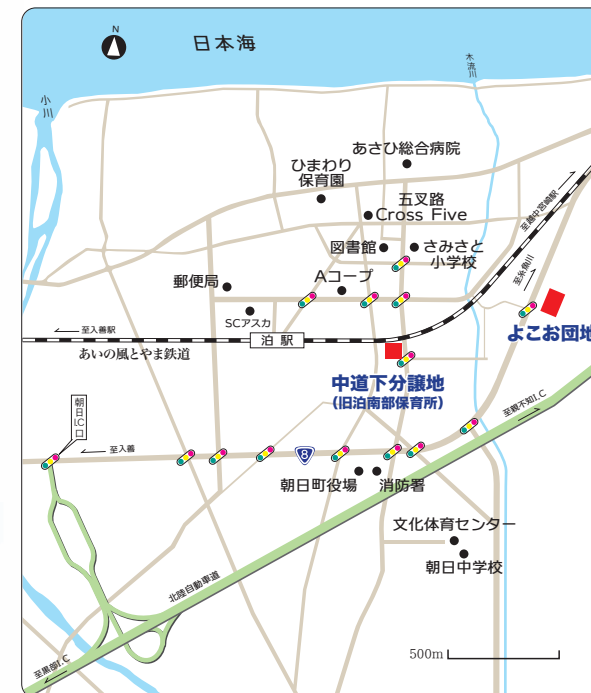 N
日本海
木流川
小川
あさひ総合病院
ひまわり
保育園
五叉路
Cross Five
至越中宮崎駅
図書館
さみさと
小学校
至糸魚川
郵便局
Aコープ
SCアスカ
よこお団地
至入善駅
泊駅
あいの風とやま鉄道
中道下分譲地
(旧泊南部保育所)
朝日I.C口
至入善
8
至親不知I.C
朝日町役場
消防署
文化体育センター
朝日中学校
北陸自動車道
至黒部I.C
500m